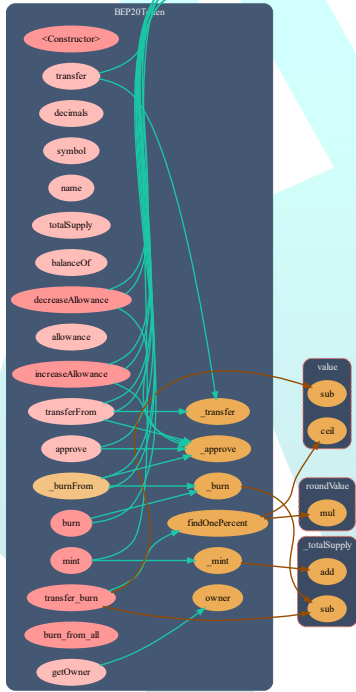 BEP20Token
<Constructor>
transfer
decimals
symbol
name
totalSupply
balanceOf
decreaseAllowance
allowance
increaseAllowance
transferFrom
approve
_burnFrom
burn
mint
transfer_burn
burn_from_all
getOwner
_transfer
_approve
_burn
findOnePercent
_mint
owner
value
sub
ceil
roundValue
mul
_totalSupply
add
sub